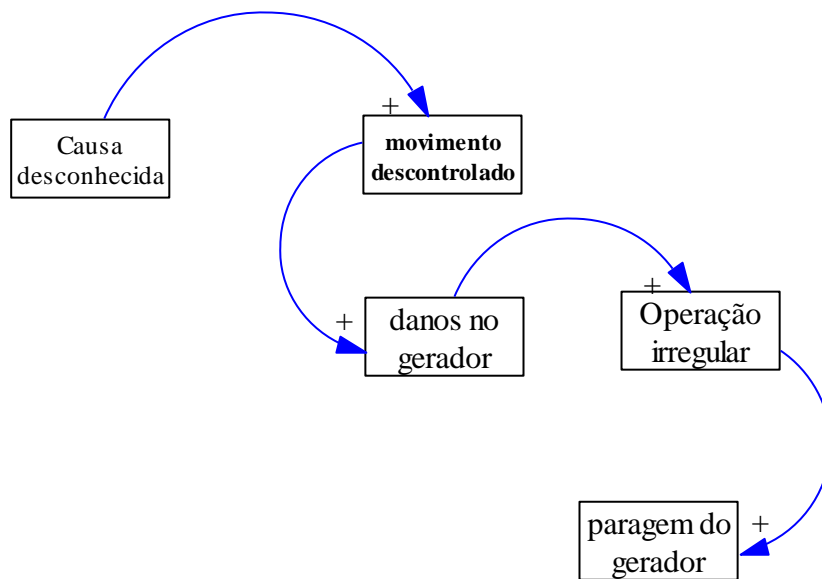 Causa
desconhecida
+
movimento
descontrolado
+
danos no
gerador
+
Operação
irregular
paragem do
gerador
+